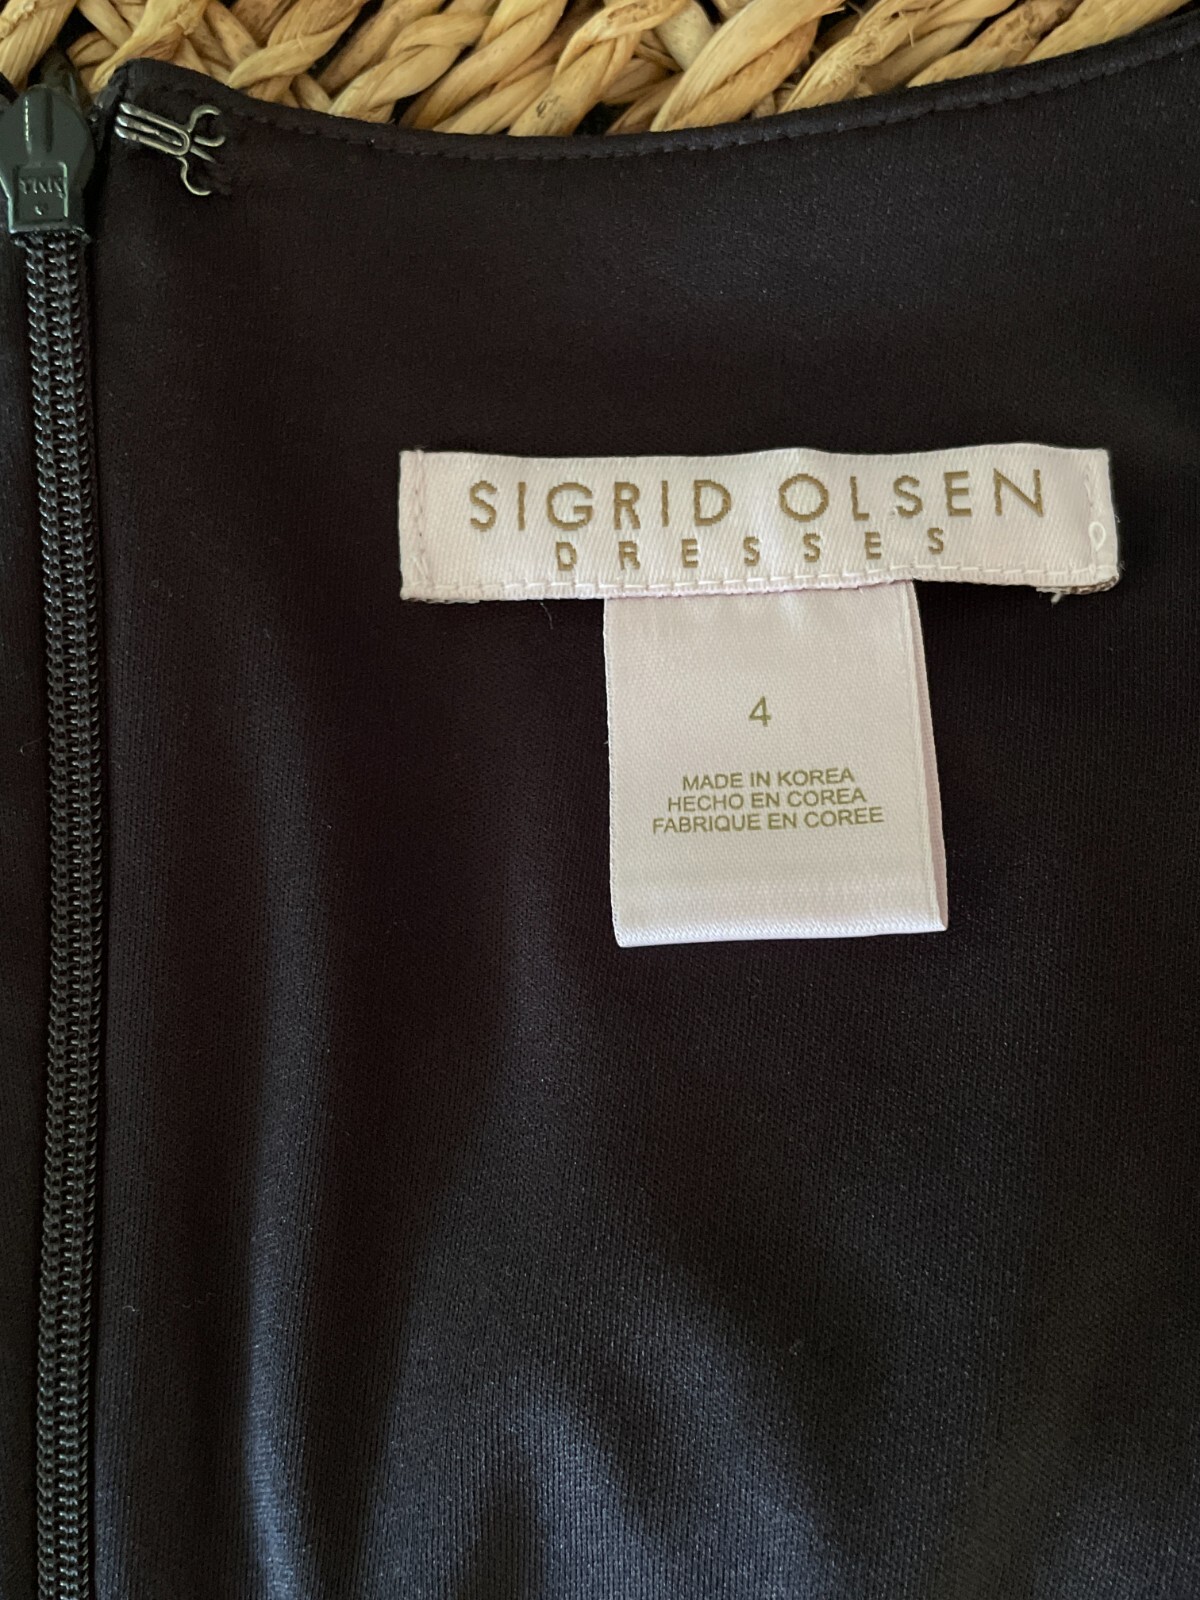 SIGRID OLSEN
DRESSES
4
MADE IN KOREA
HECHO EN COREA
FABRIQUE EN COREE